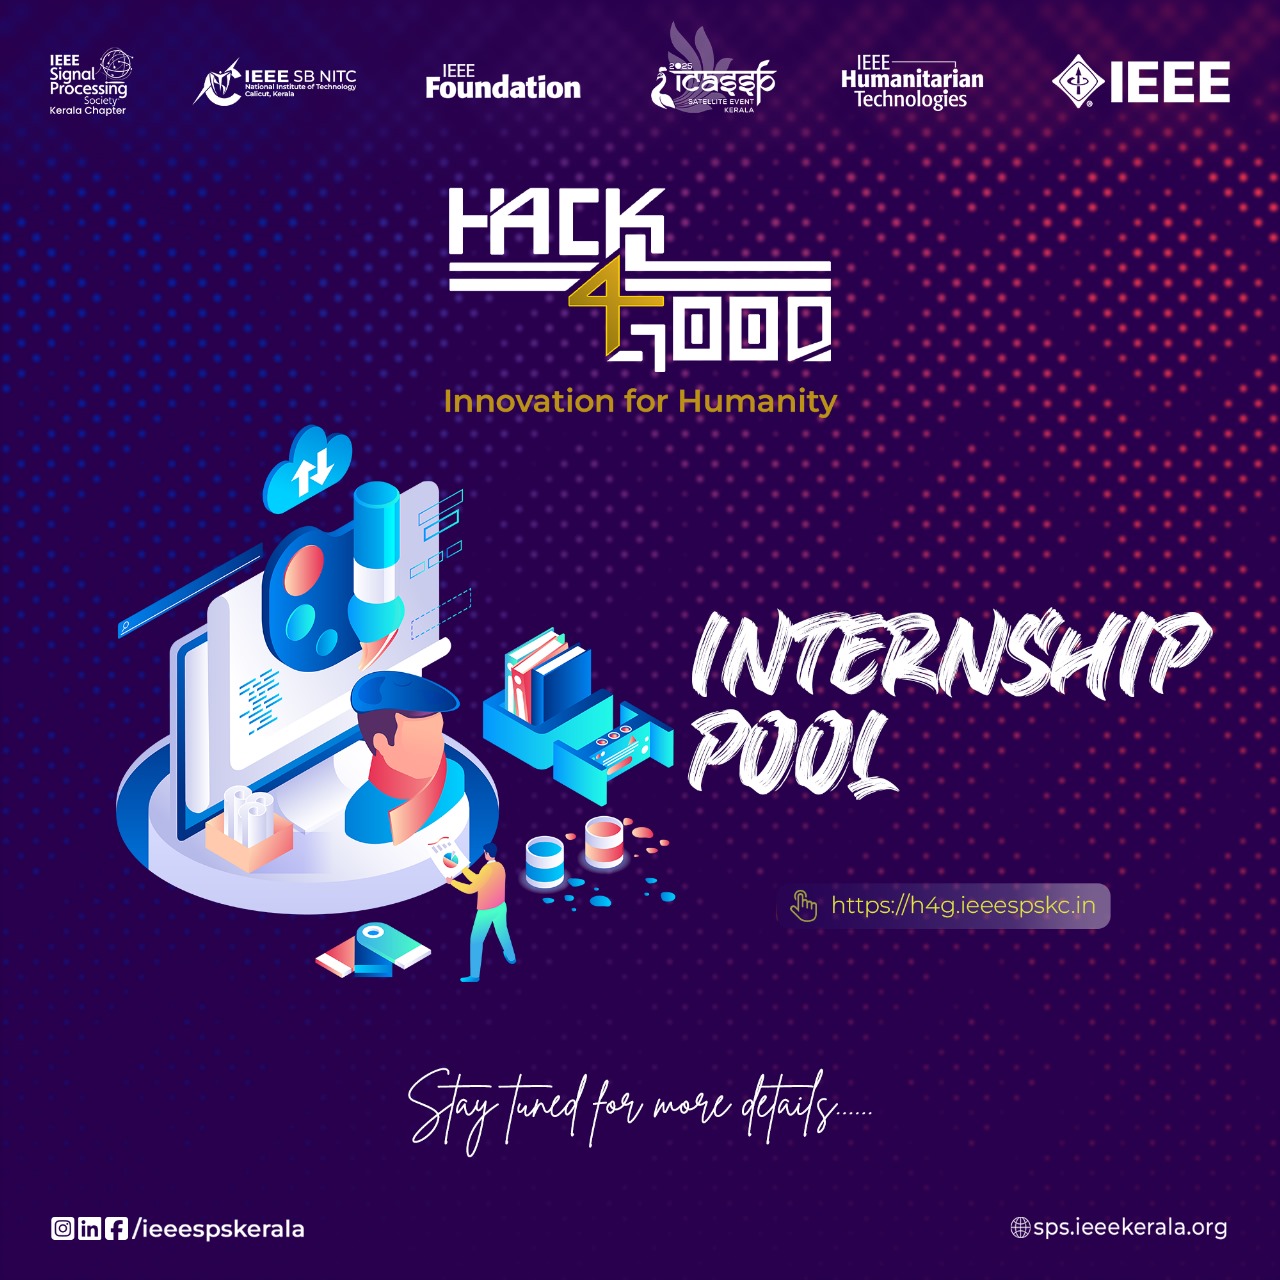 IEEE
Signal
Processing
Society
Kerala Chapter
IEEE SB NITC
National Institute of Technology
Calicut, Kerala
IEEE
Foundation
2025
icassp
SATELLITE EVENT
KERALA
IEEE
Humanitarian
Technologies
IEEE
HACK
4
GOOD
Innovation for Humanity
INTERNSHIP
POOL
https://h4g.ieeespskc.in
Stay tuned for more details......
/ieeespskerala
sps.ieeekerala.org